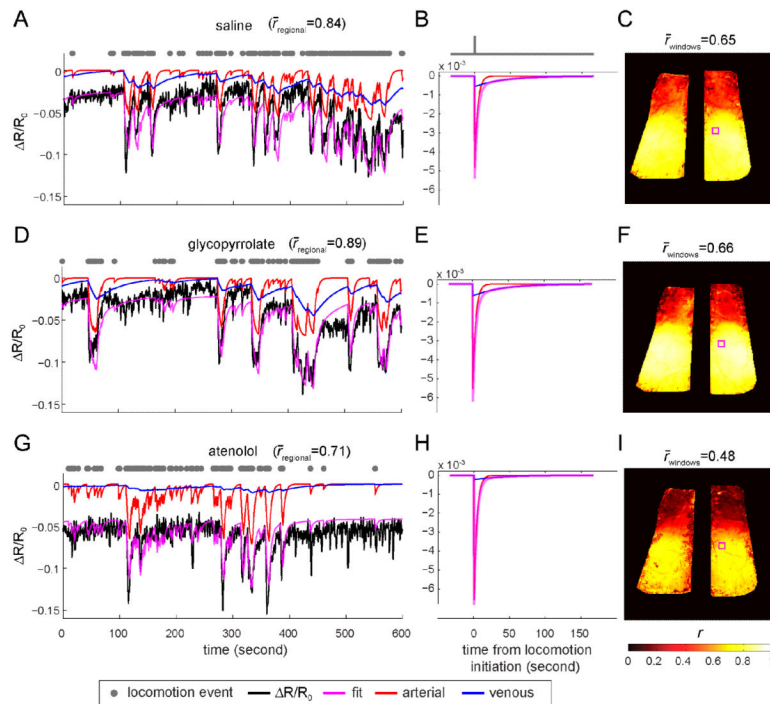 A
saline (r̄regional=0.84)
0
−0.05
−0.1
−0.15
ΔR/R0
B
x 10−3
0
−1
−2
−3
−4
−5
−6
C
r̄windows=0.65
D
glycopyrrolate (r̄regional=0.89)
0
−0.05
−0.1
−0.15
ΔR/R0
E
x 10−3
0
−1
−2
−3
−4
−5
−6
F
r̄windows=0.66
G
atenolol (r̄regional=0.71)
0
−0.05
−0.1
−0.15
ΔR/R0
0 100 200 300 400 500 600
time (second)
H
x 10−3
0
−1
−2
−3
−4
−5
−6
0 50 100 150
time from locomotion
initiation (second)
I
r̄windows=0.48
r
0 0.2 0.4 0.6 0.8 1
locomotion event ΔR/R0 fit arterial venous